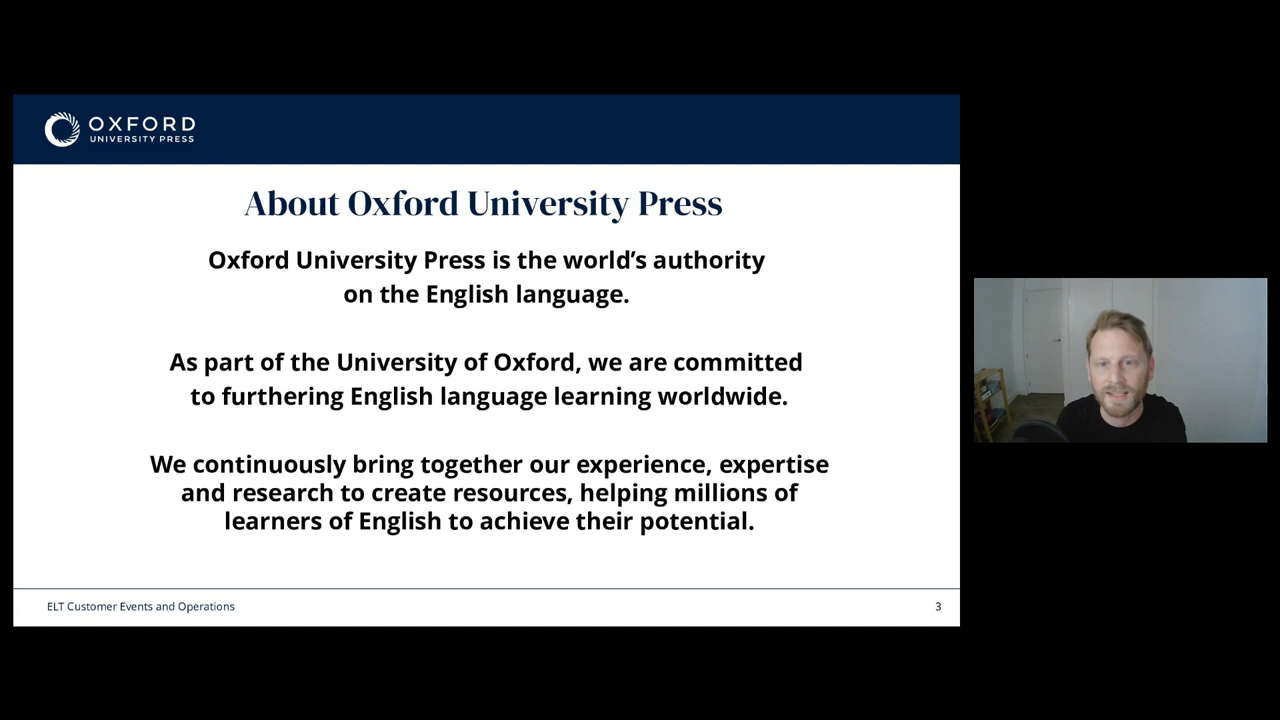 OXFORD
UNIVERSITY PRESS
About Oxford University Press
Oxford University Press is the world’s authority
on the English language.
As part of the University of Oxford, we are committed
to furthering English language learning worldwide.
We continuously bring together our experience, expertise
and research to create resources, helping millions of
learners of English to achieve their potential.
ELT Customer Events and Operations
3